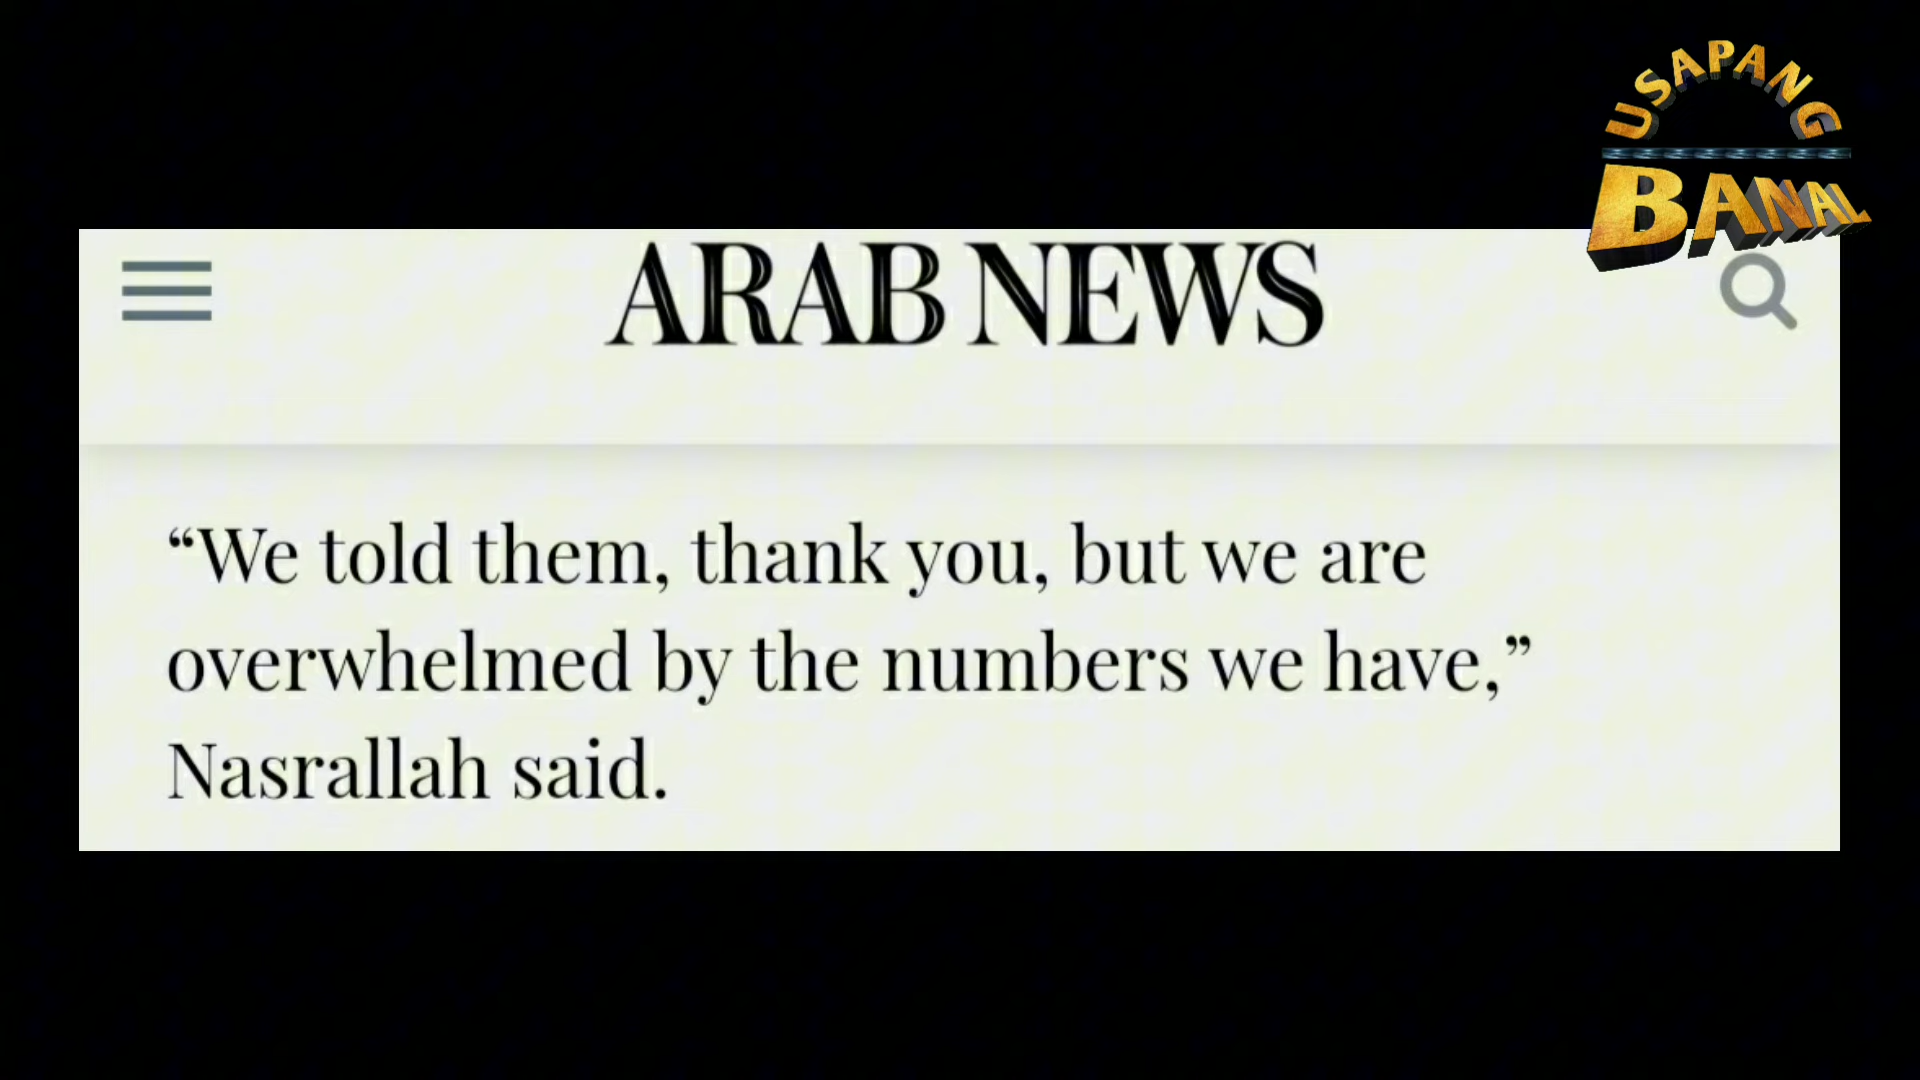 USAPANG
BANAL
ARAB NEWS
“We told them, thank you, but we are
overwhelmed by the numbers we have,”
Nasrallah said.